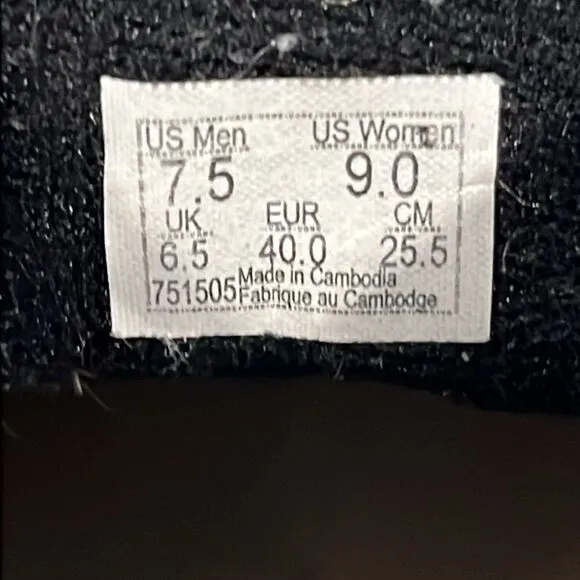 US Men US Women
7.5 9.0
UK EUR CM
6.5 40.0 25.5
751505 Made in Cambodia
Fabrique au Cambodge